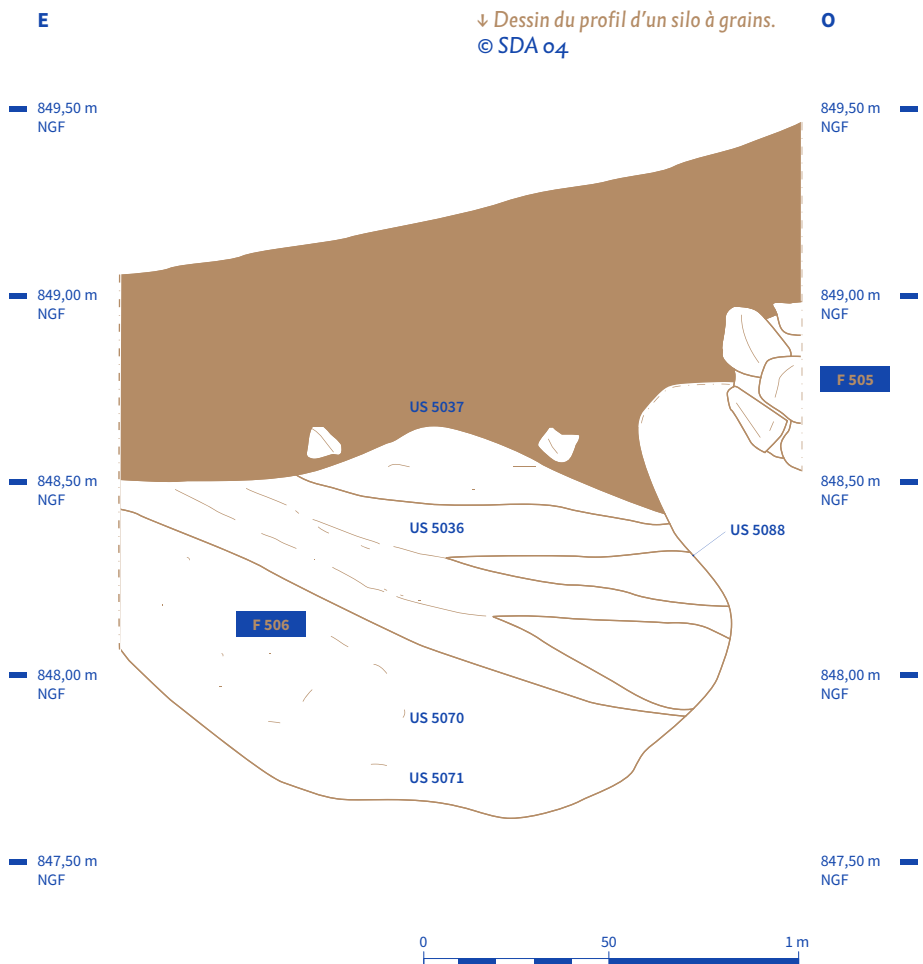 E
↓ Dessin du profil d'un silo à grains.
© SDA 04
O
849,50 m
NGF
849,50 m
NGF
849,00 m
NGF
849,00 m
NGF
F 505
US 5037
848,50 m
NGF
848,50 m
NGF
US 5036
US 5088
F 506
848,00 m
NGF
848,00 m
NGF
US 5070
US 5071
847,50 m
NGF
847,50 m
NGF
0 50 1 m